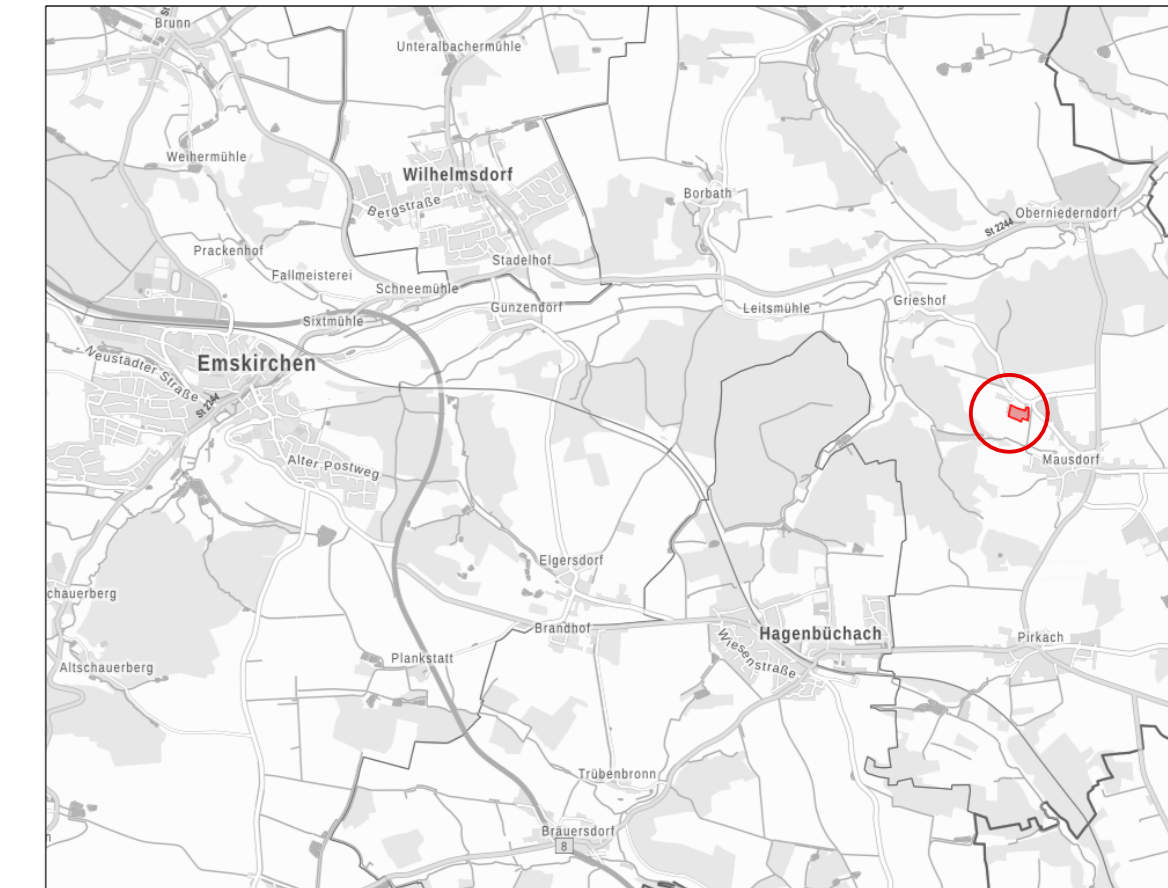 Brunn
Unteralbachermühle
Weihermühle
Wilhelmsdorf
Bergstraße
Borbath
Oberniederndorf
St 2244
Prackenhof
Fallmeisterei
Stadelhof
Schneemühle
Grieshof
Gunzendorf
Leitsmühle
Sixtmühle
Emskirchen
Neustädter Straße
St 2244
Alter Postweg
Mausdorf
Elgersdorf
chauerberg
Brandhof
Hagenbüchach
Pirkach
Wiesenstraße
Plankstatt
Altschauerberg
Trübenbronn
Bräuersdorf
8
n